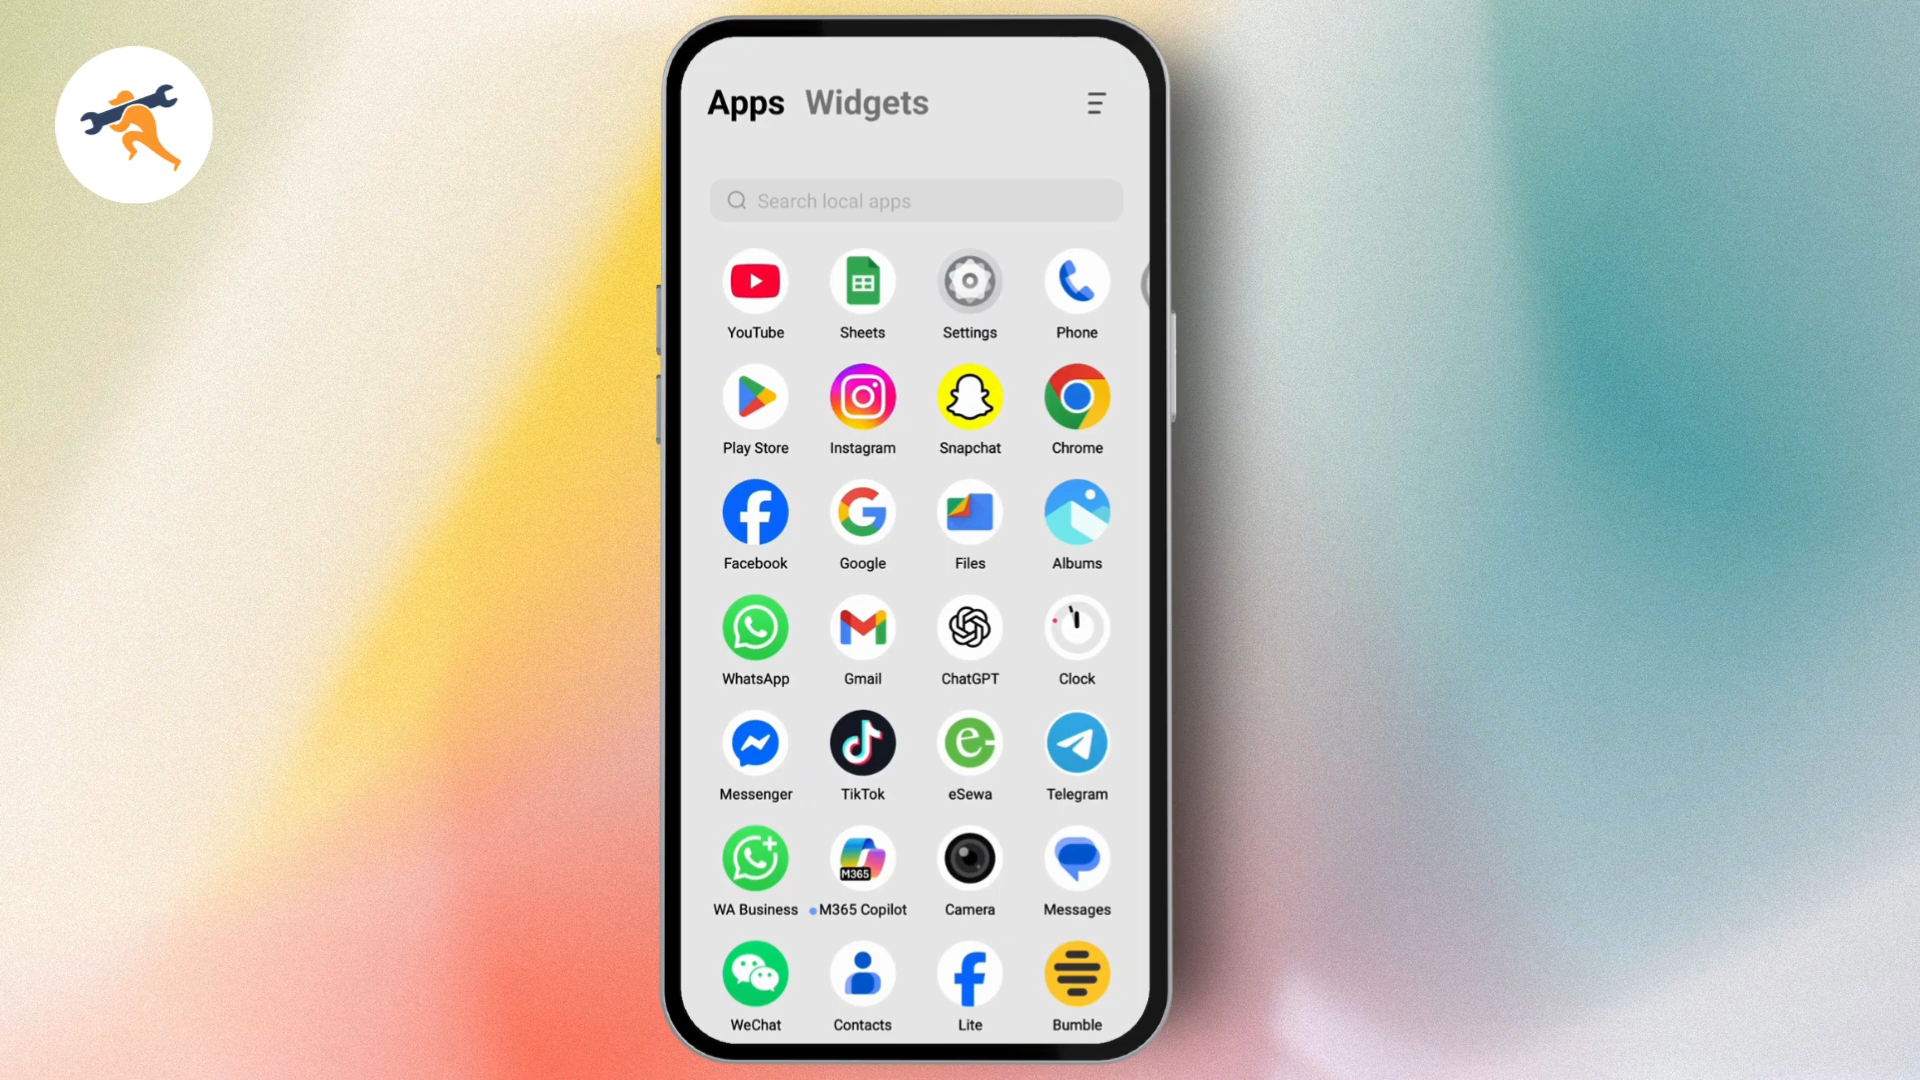 Apps Widgets
Search local apps
YouTube Sheets Settings Phone
Play Store Instagram Snapchat Chrome
Facebook Google Files Albums
WhatsApp Gmail ChatGPT Clock
Messenger TikTok eSewa Telegram
M365
WA Business M365 Copilot Camera Messages
WeChat Contacts Lite Bumble